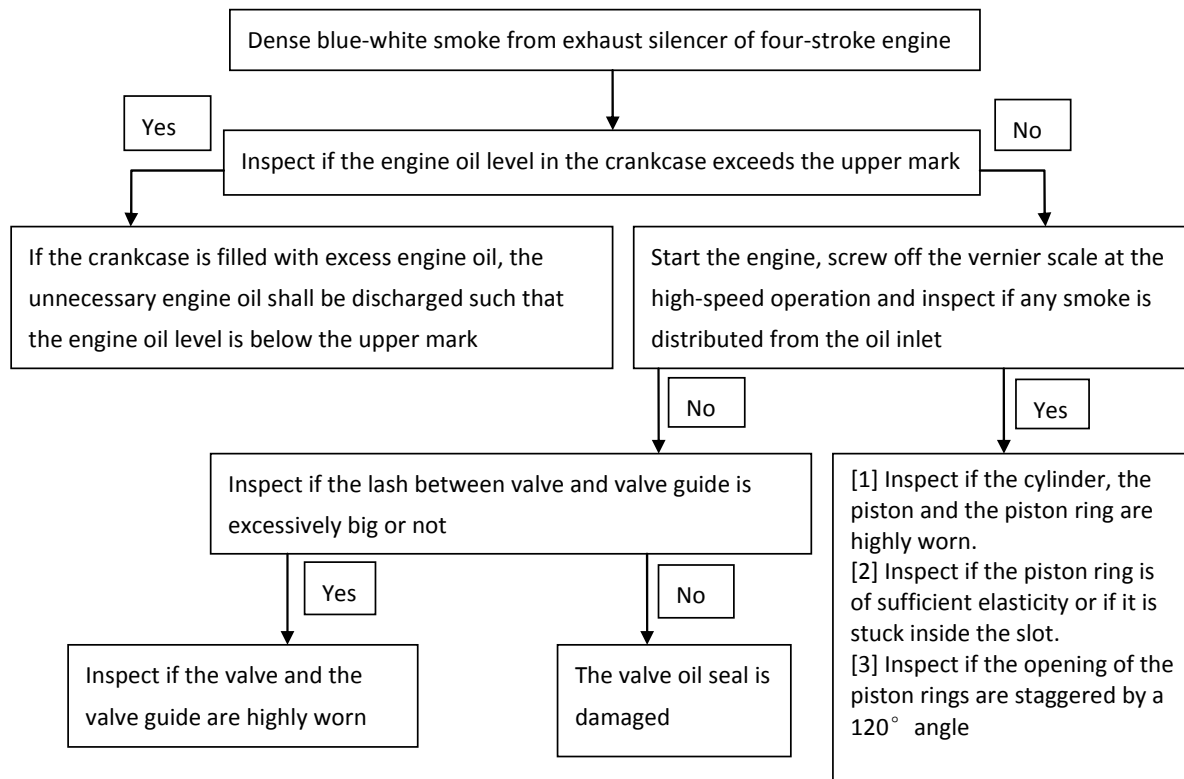 Dense blue-white smoke from exhaust silencer of four-stroke engine
Yes
No
Inspect if the engine oil level in the crankcase exceeds the upper mark
If the crankcase is filled with excess engine oil, the
unnecessary engine oil shall be discharged such that
the engine oil level is below the upper mark
Start the engine, screw off the vernier scale at the
high-speed operation and inspect if any smoke is
distributed from the oil inlet
No
Yes
Inspect if the lash between valve and valve guide is
excessively big or not
[1] Inspect if the cylinder, the
piston and the piston ring are
highly worn.
[2] Inspect if the piston ring is
of sufficient elasticity or if it is
stuck inside the slot.
[3] Inspect if the opening of the
piston rings are staggered by a
120° angle
Yes
No
Inspect if the valve and the
valve guide are highly worn
The valve oil seal is
damaged